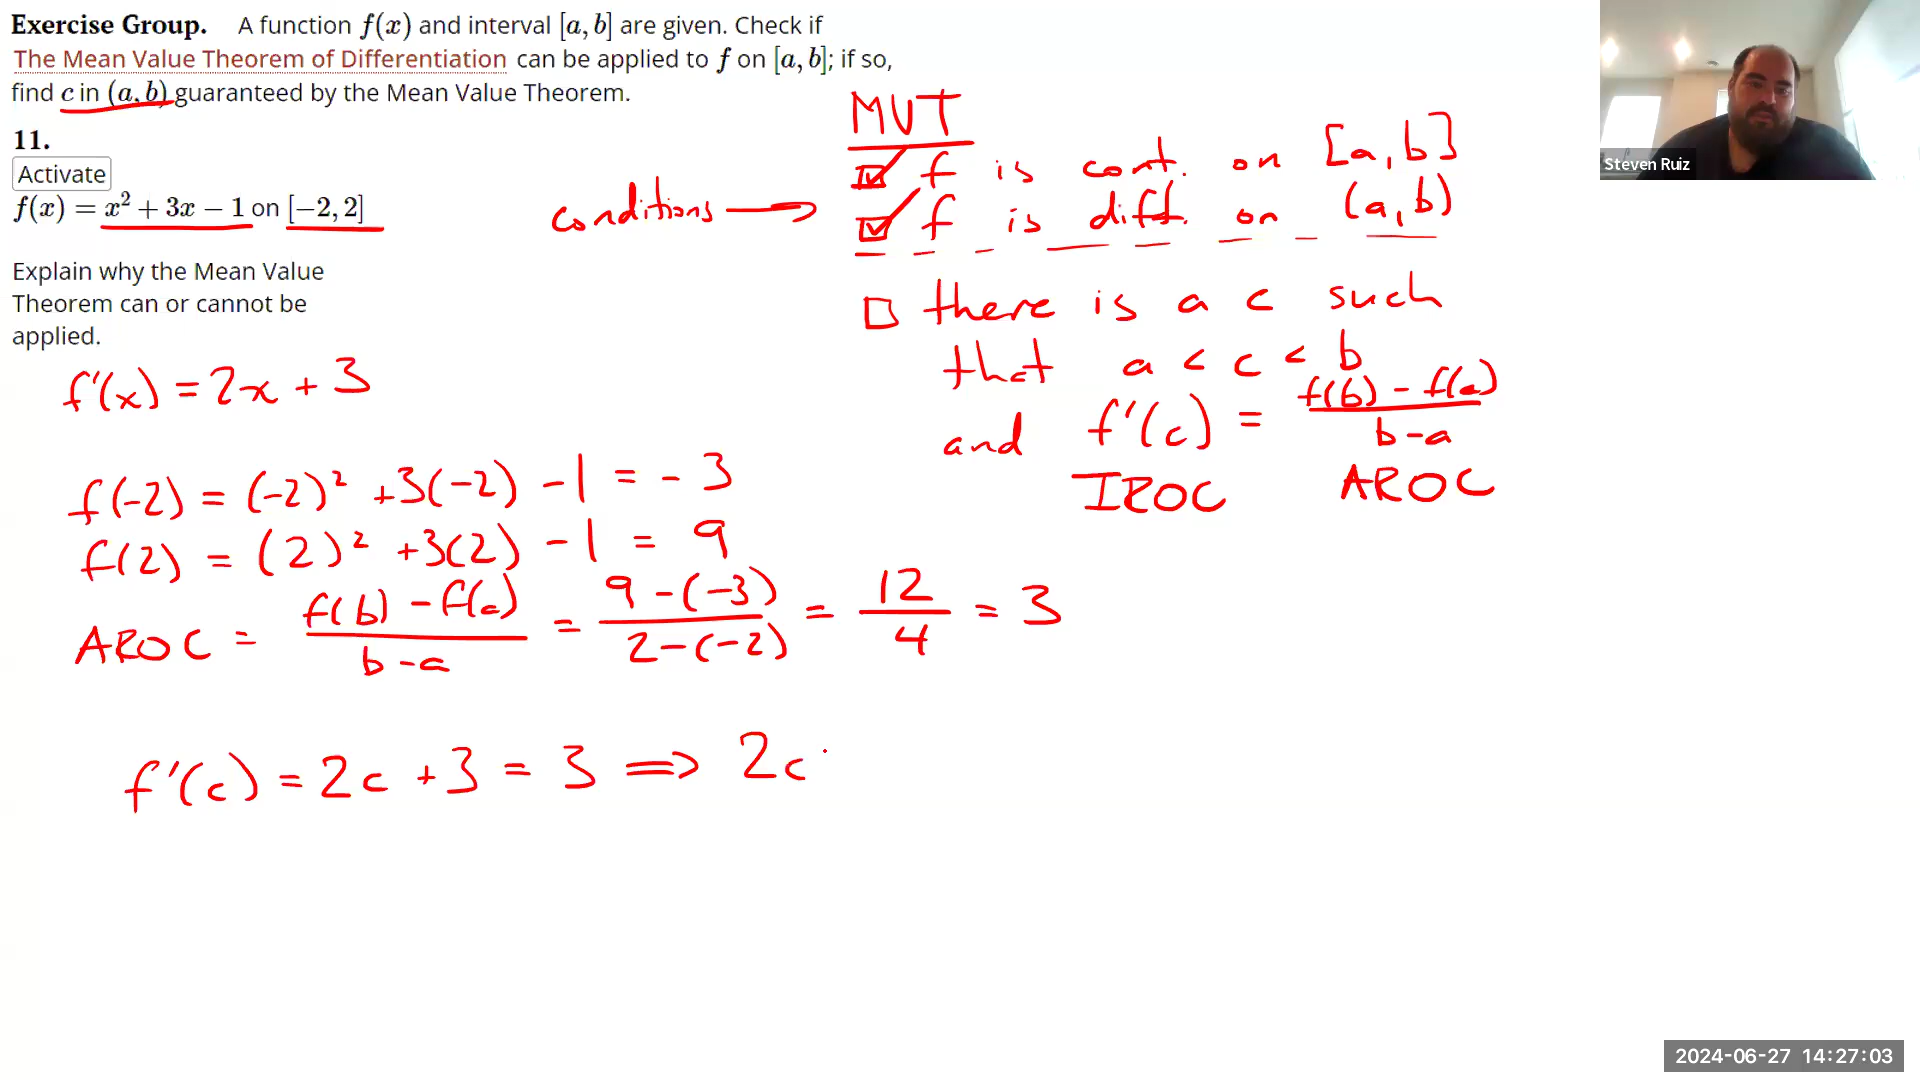 Exercise Group. A function f(x) and interval [a, b] are given. Check if
The Mean Value Theorem of Differentiation can be applied to f on [a, b]; if so,
find c in (a, b) guaranteed by the Mean Value Theorem.
11.
Activate
f(x) = x² + 3x − 1 on [−2, 2]
Explain why the Mean Value
Theorem can or cannot be
applied.
MVT
conditions → ☑ f is cont. on [a, b]
☑ f is diff. on (a, b)
☐ there is a c such
that a < c < b
and f'(c) = (f(b) - f(a))/(b - a)
IROC AROC
f'(x) = 2x + 3
f(-2) = (-2)² + 3(-2) - 1 = -3
f(2) = (2)² + 3(2) - 1 = 9
AROC = (f(b) - f(a))/(b - a) = (9 - (-3))/(2 - (-2)) = 12/4 = 3
f'(c) = 2c + 3 = 3 ⟹ 2c
Steven Ruiz
2024-06-27 14:27:03